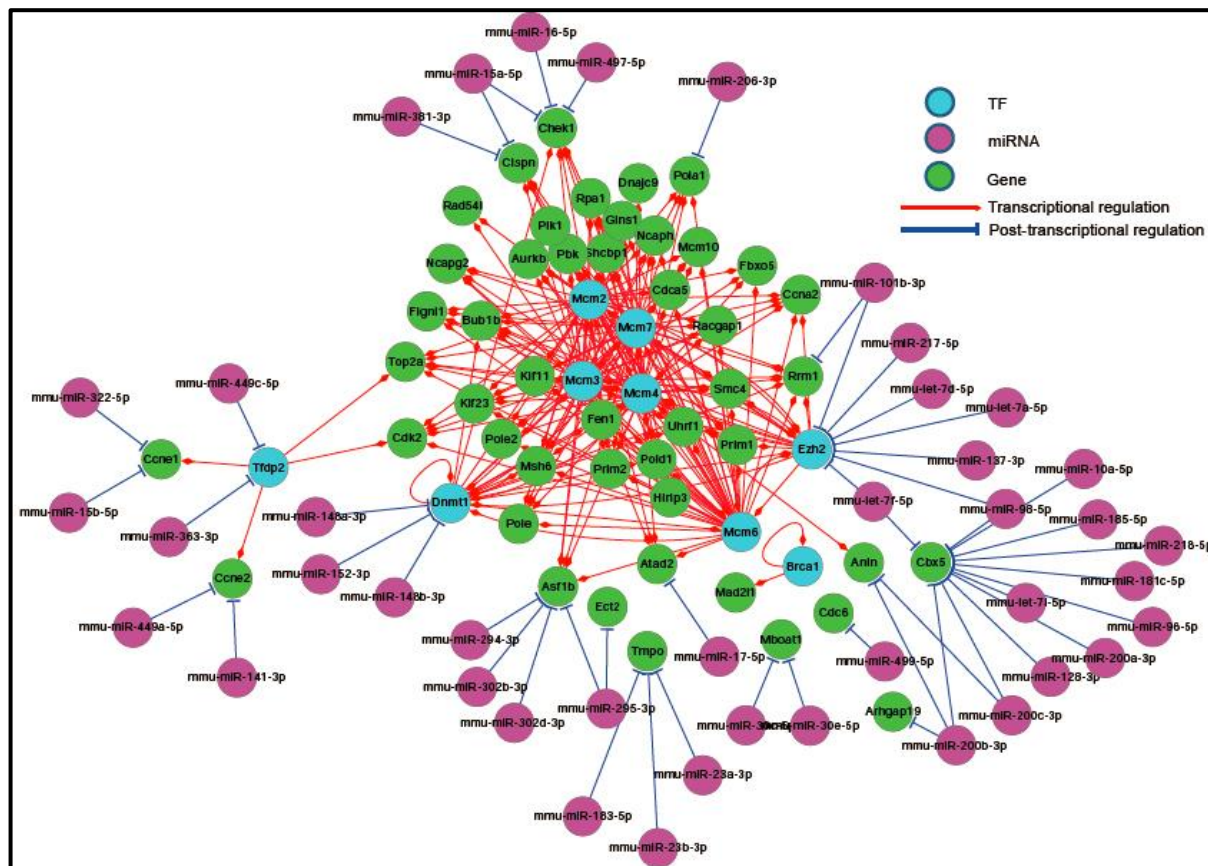 mmu-miR-16-5p
mmu-miR-15a-5p
mmu-miR-497-5p
mmu-miR-206-3p
mmu-miR-381-3p
Chek1
Clspn
Pola1
Dnajc9
Rpa1
Rad54l
Gins1
Plk1
Ncaph
Mcm10
Pbk
Shcbp1
Aurkb
Ncapg2
Fbxo5
Cdca5
Ccna2
mmu-miR-101b-3p
Mcm2
Fignl1
Bub1b
Mcm7
Racgap1
mmu-miR-217-5p
Top2a
Klf11
Mcm3
Mcm4
Smc4
Rrm1
mmu-let-7d-5p
mmu-miR-449c-5p
mmu-miR-322-5p
Kif23
Fen1
Uhrf1
mmu-let-7a-5p
Cdk2
Pole2
Prim1
Ezh2
mmu-miR-137-3p
Ccne1
Tfdp2
Msh6
Prim2
Pold1
mmu-miR-10a-5p
mmu-miR-98-5p
Hirip3
mmu-let-7f-5p
mmu-miR-15b-5p
mmu-miR-363-3p
mmu-miR-148a-3p
Dnmt1
Pole
Mcm6
mmu-miR-185-5p
mmu-miR-218-5p
mmu-miR-152-3p
Atad2
Brca1
Anln
Cbx5
mmu-miR-181c-5p
Ccne2
mmu-miR-148b-3p
Asf1b
Mad2l1
mmu-let-7i-5p
mmu-miR-96-5p
Ect2
Cdc6
mmu-miR-449a-5p
mmu-miR-294-3p
Tmpo
Mboat1
mmu-miR-17-5p
mmu-miR-499-5p
mmu-miR-200a-3p
mmu-miR-128-3p
mmu-miR-141-3p
mmu-miR-302b-3p
mmu-miR-302d-3p
mmu-miR-295-3p
mmu-miR-30e-5p
Arhgap19
mmu-miR-200c-3p
mmu-miR-200b-3p
mmu-miR-23a-3p
mmu-miR-183-5p
mmu-miR-23b-3p
TF
miRNA
Gene
Transcriptional regulation
Post-transcriptional regulation